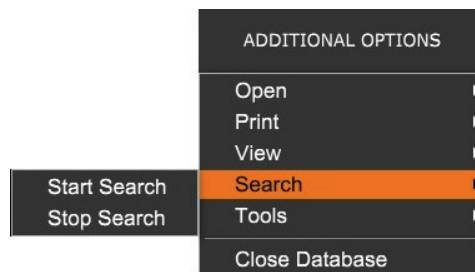 ADDITIONAL OPTIONS
Open
Print
View
Search
Start Search
Stop Search
Tools
Close Database